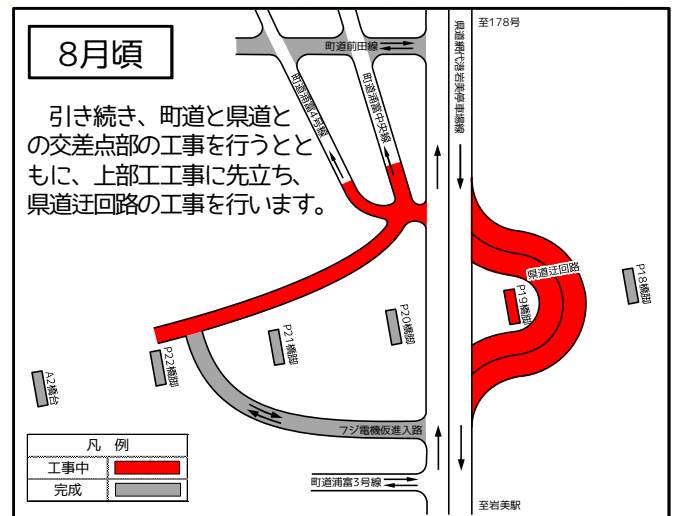 8月頃
引き続き、町道と県道と
の交差点部の工事を行うとと
もに、上部工工事に先立ち、
県道迂回路の工事を行います。
町道前田線
町道浦富4号線
町道浦富中央線
県道網代港岩美停車場線
至178号
県道迂回路
P18橋脚
P19橋脚
P20橋脚
P21橋脚
P22橋脚
A2橋台
フジ電機仮進入路
町道浦富3号線
至岩美駅
凡 例
工事中
完成